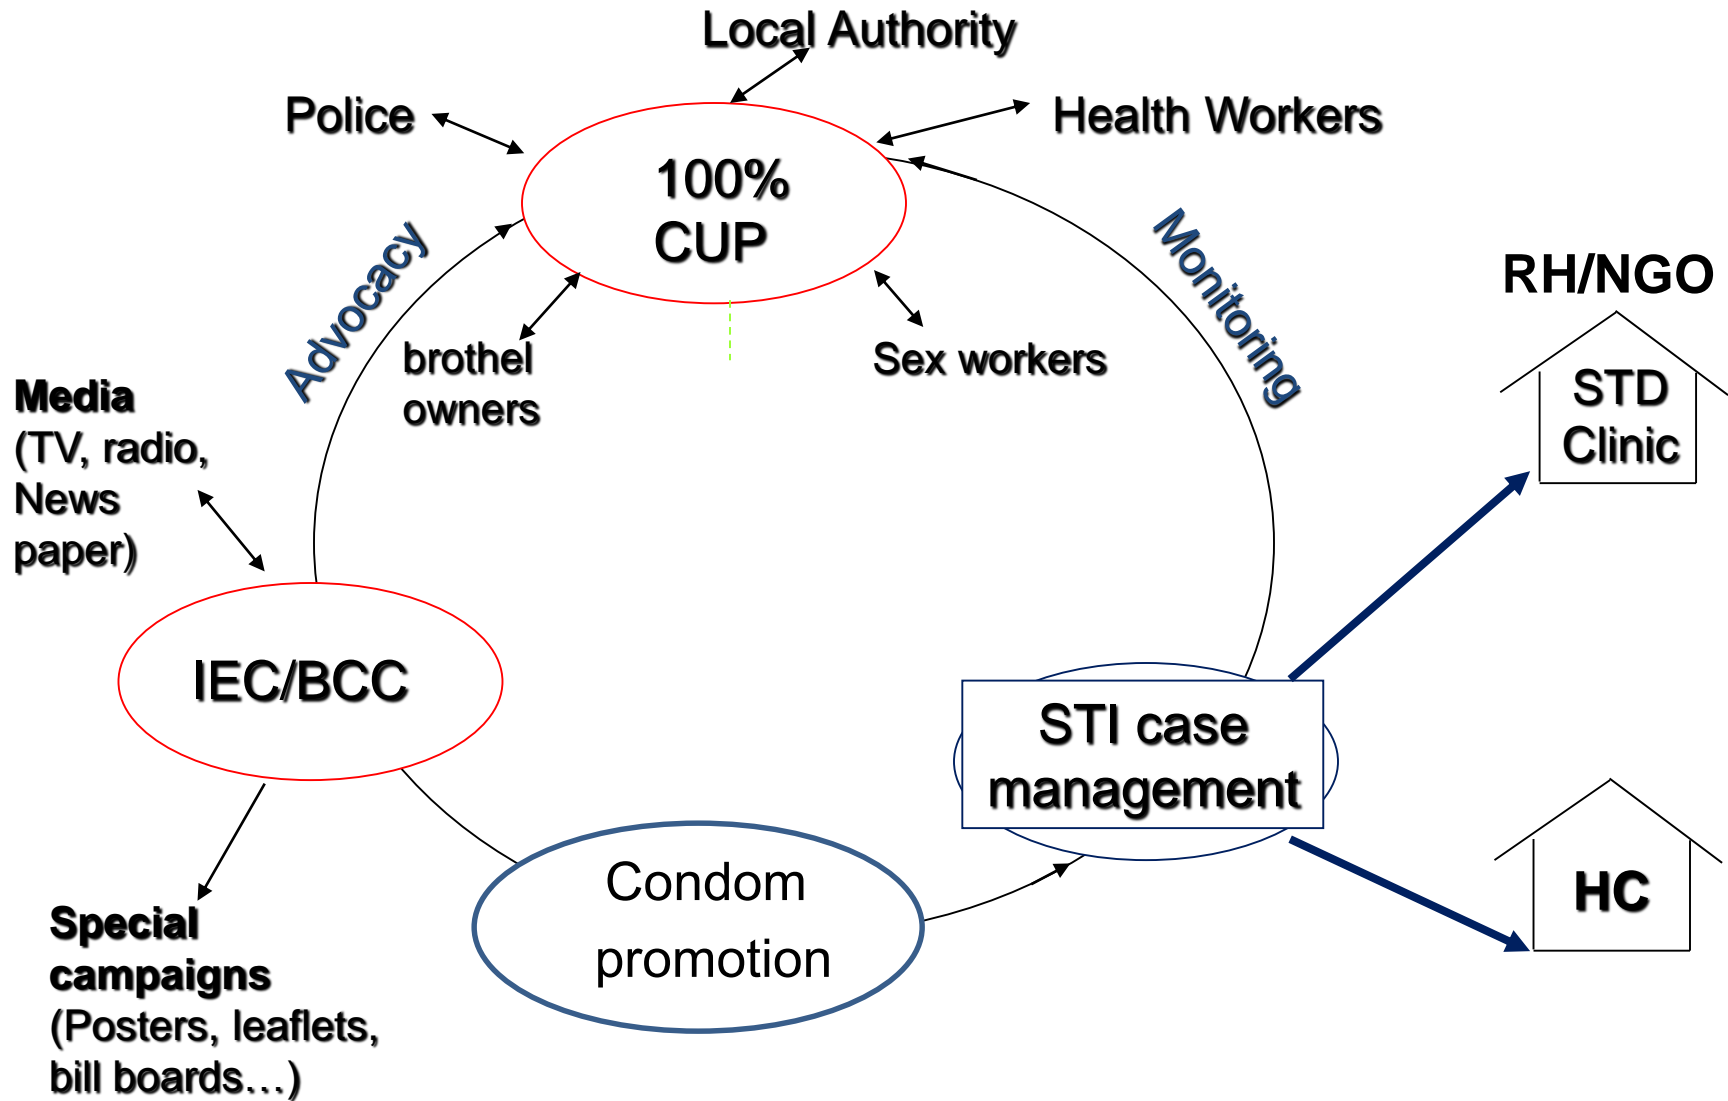 Local Authority
Police
Health Workers
100%
CUP
Advocacy
Monitoring
brothel
owners
Sex workers
RH/NGO
STD
Clinic
Media
(TV, radio,
News
paper)
IEC/BCC
STI case
management
Condom
promotion
HC
Special
campaigns
(Posters, leaflets,
bill boards…)